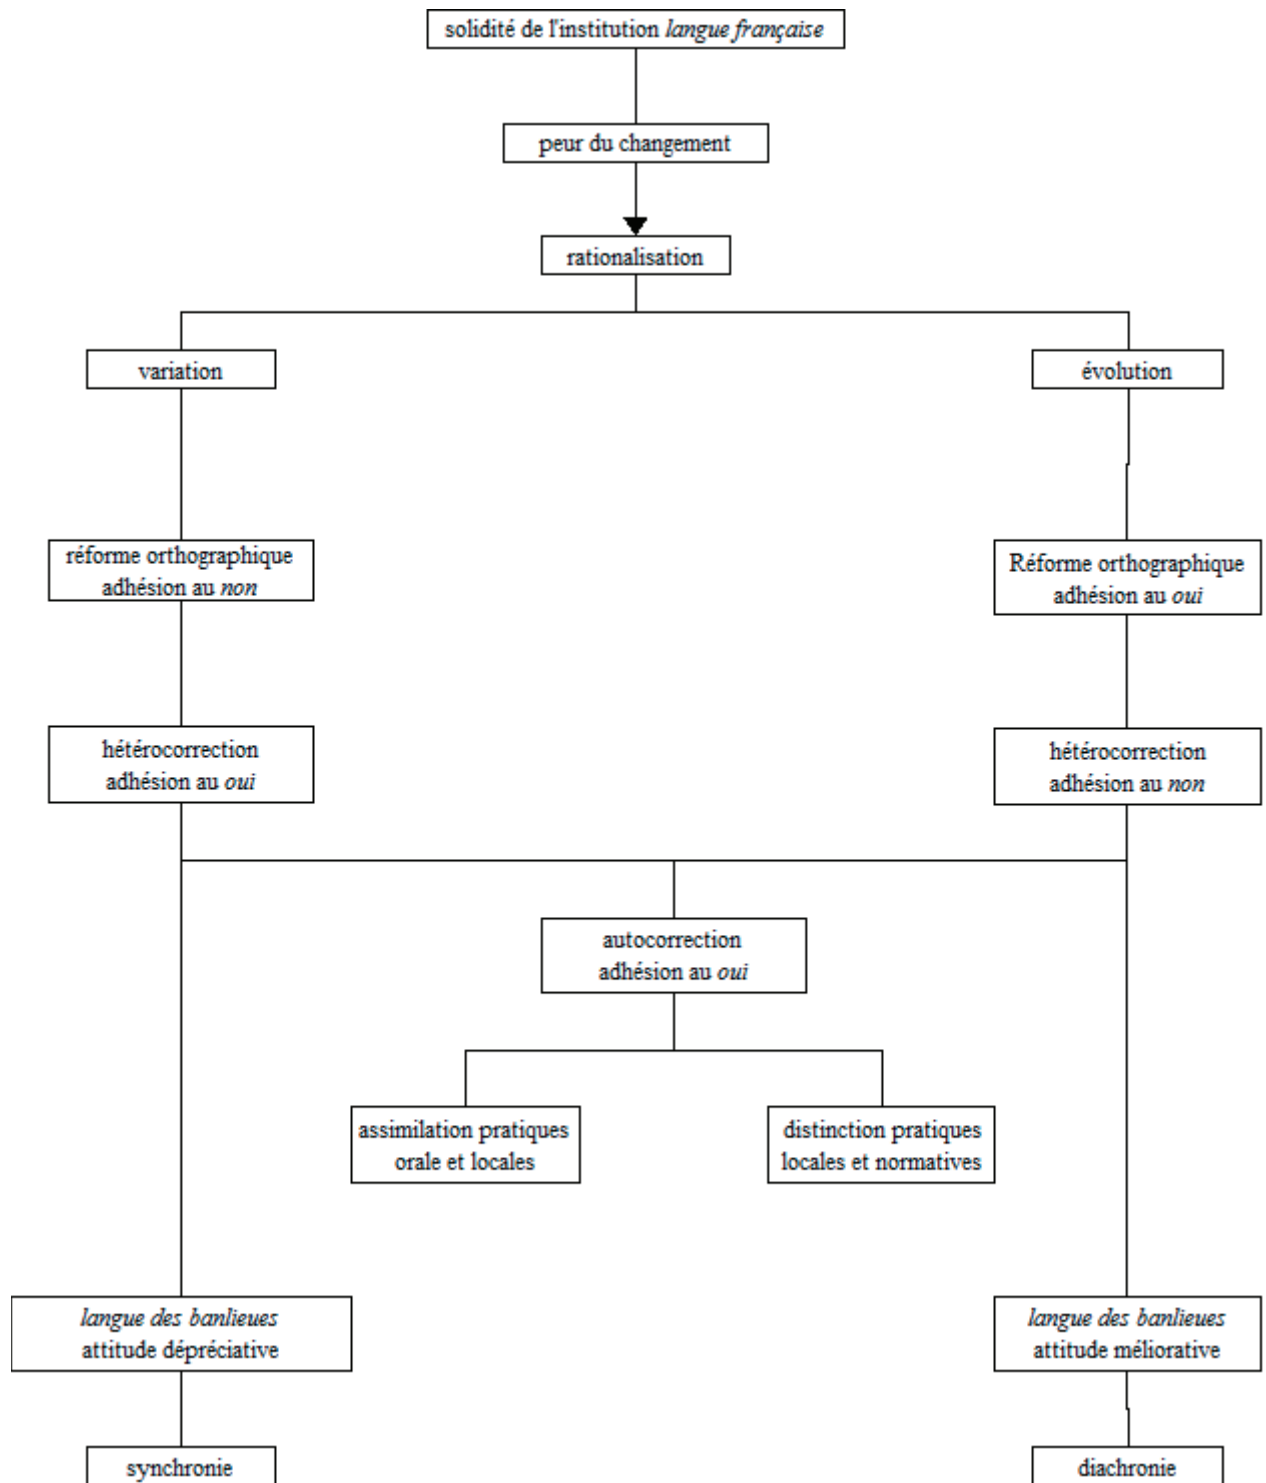 solidité de l'institution langue française
peur du changement
rationalisation
variation
évolution
réforme orthographique
adhésion au non
Réforme orthographique
adhésion au oui
hétérocorrection
adhésion au oui
hétérocorrection
adhésion au non
autocorrection
adhésion au oui
assimilation pratiques
orale et locales
distinction pratiques
locales et normatives
langue des banlieues
attitude dépréciative
langue des banlieues
attitude méliorative
synchronie
diachronie